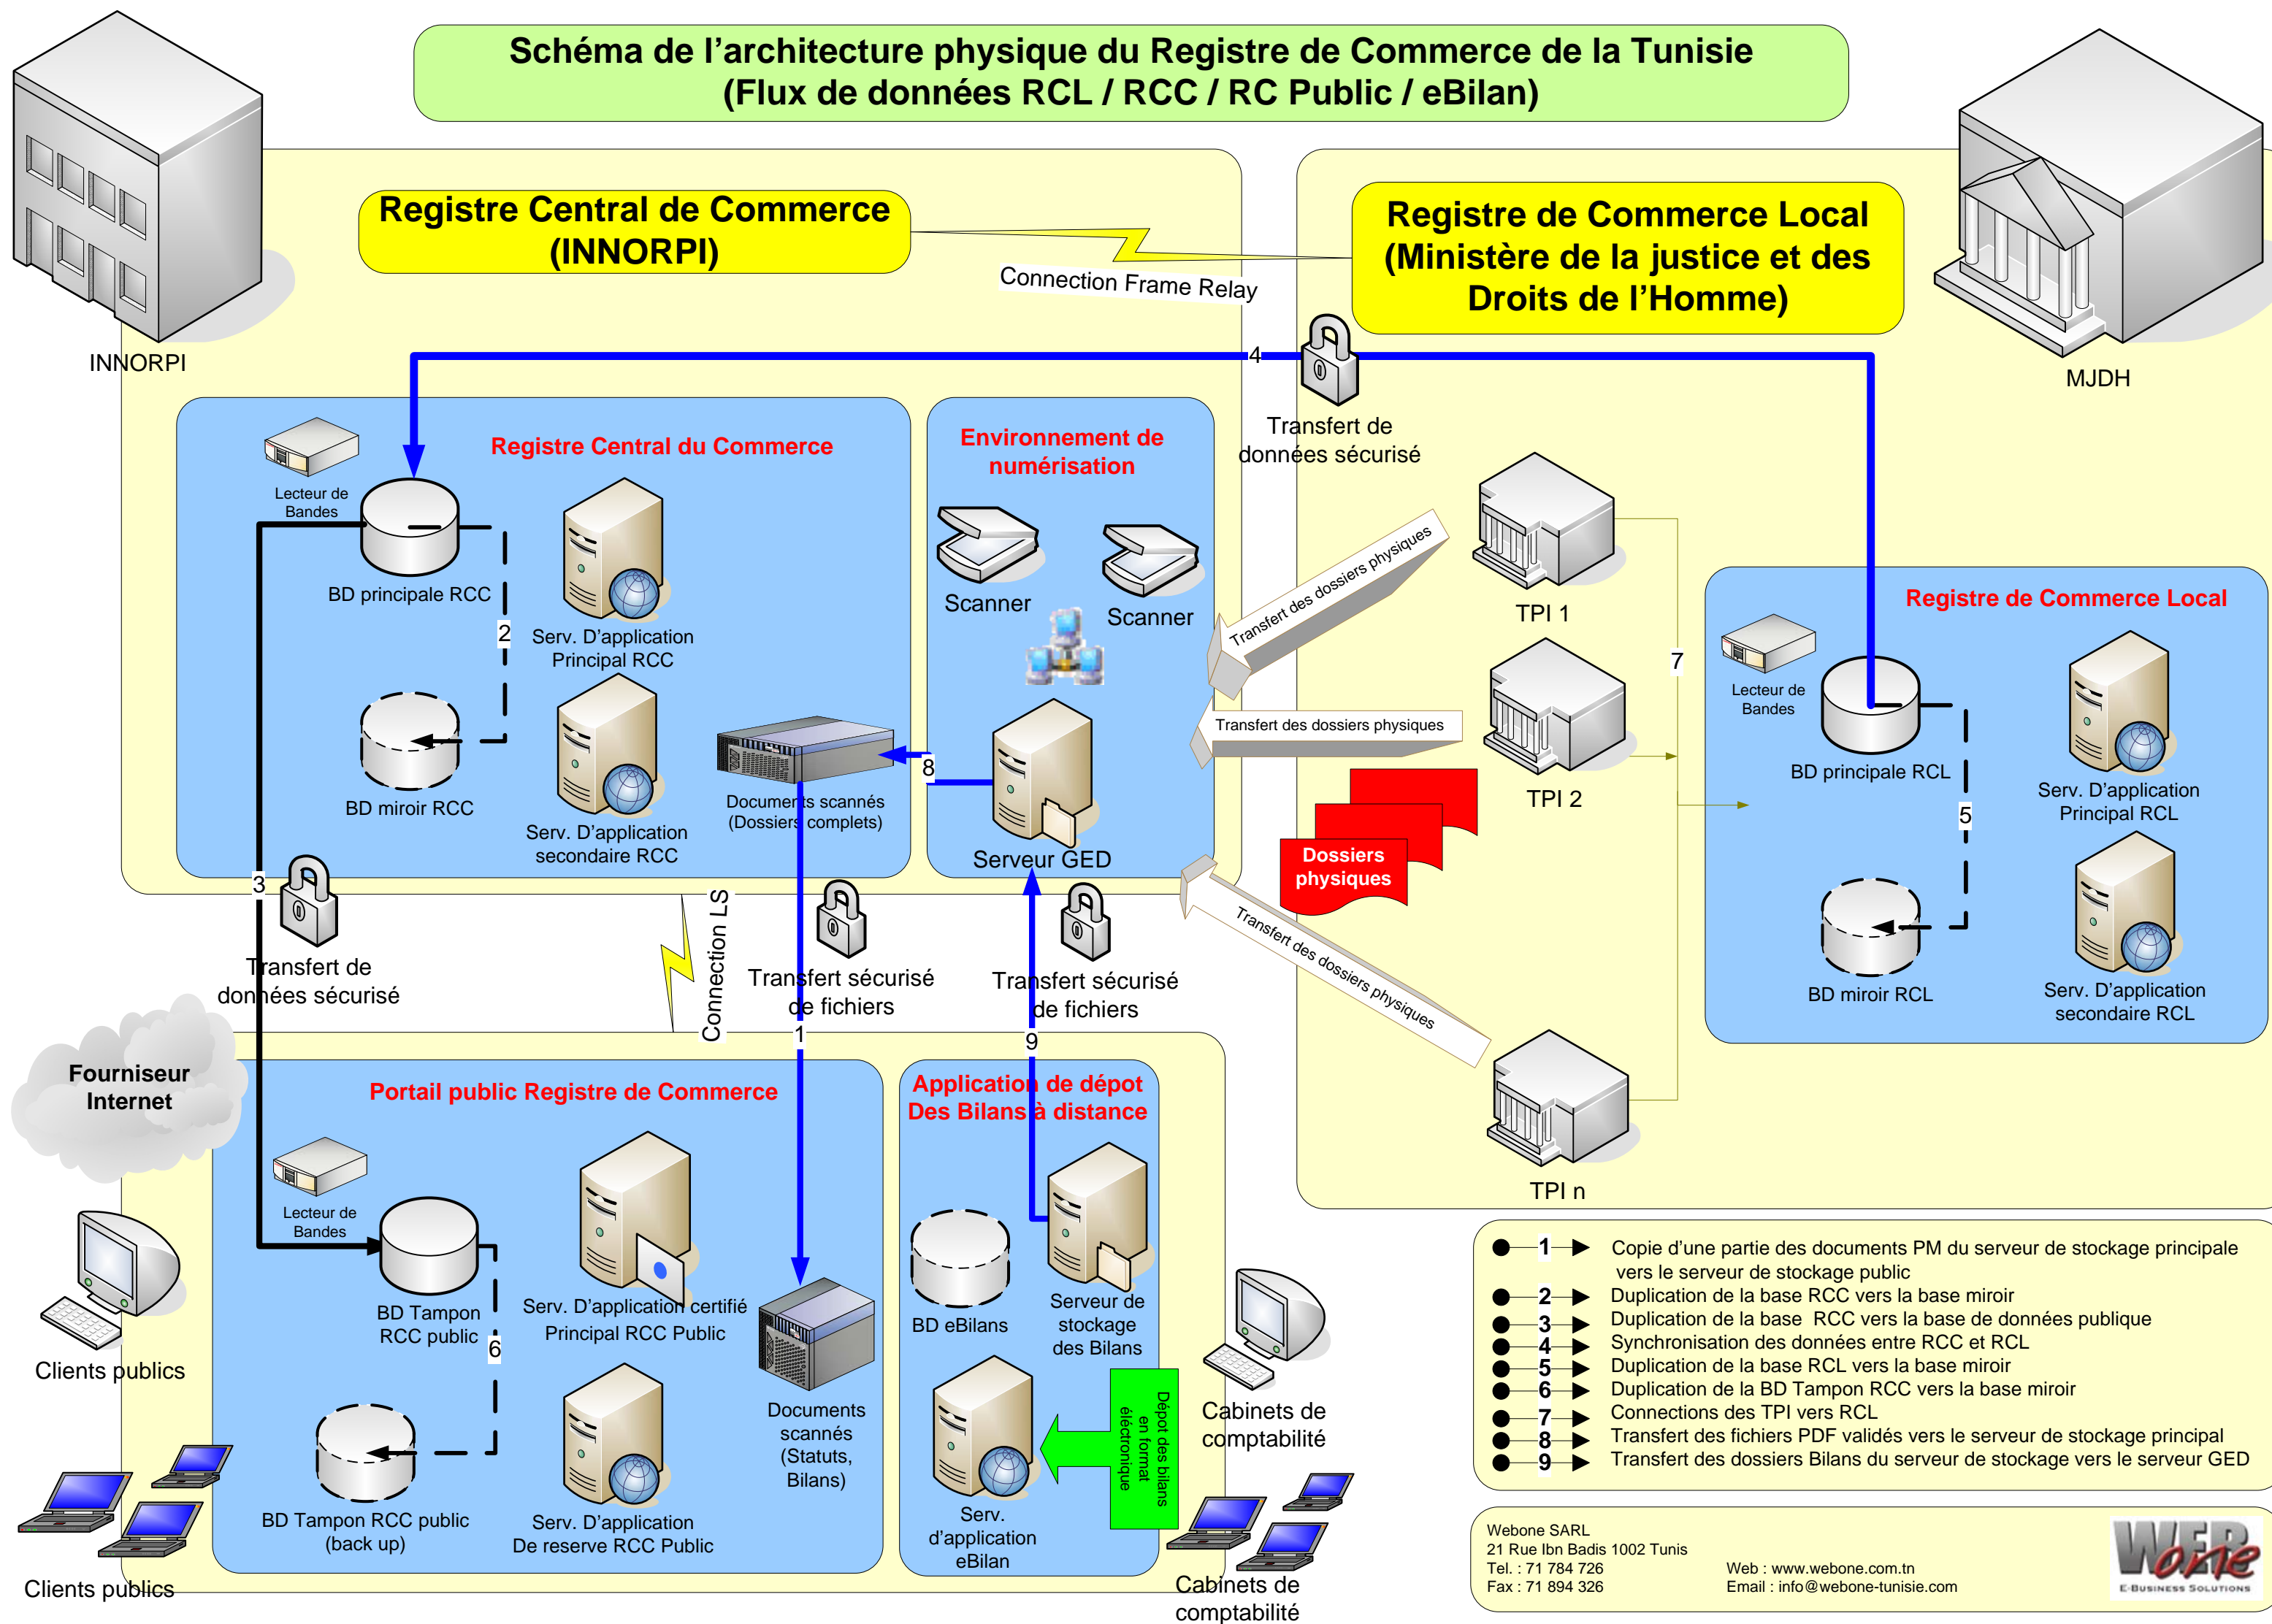 Schéma de l'architecture physique du Registre de Commerce de la Tunisie
(Flux de données RCL / RCC / RC Public / eBilan)
INNORPI
Registre Central de Commerce
(INNORPI)
Connection Frame Relay
Registre de Commerce Local
(Ministère de la justice et des
Droits de l'Homme)
MJDH
4
Transfert de
données sécurisé
Registre Central du Commerce
Lecteur de
Bandes
BD principale RCC
2
Serv. D'application
Principal RCC
BD miroir RCC
Serv. D'application
secondaire RCC
Documents scannés
(Dossiers complets)
8
Environnement de
numérisation
Scanner
Scanner
Serveur GED
Transfert des dossiers physiques
Transfert des dossiers physiques
Transfert des dossiers physiques
Dossiers
physiques
TPI 1
TPI 2
TPI n
7
Registre de Commerce Local
Lecteur de
Bandes
BD principale RCL
5
Serv. D'application
Principal RCL
BD miroir RCL
Serv. D'application
secondaire RCL
3
Transfert de
données sécurisé
Connection LS
Transfert sécurisé
de fichiers
1
Transfert sécurisé
de fichiers
9
Fourniseur
Internet
Clients publics
Clients publics
Portail public Registre de Commerce
Lecteur de
Bandes
BD Tampon
RCC public
6
Serv. D'application certifié
Principal RCC Public
BD Tampon RCC public
(back up)
Serv. D'application
De reserve RCC Public
Documents
scannés
(Statuts,
Bilans)
Application de dépot
Des Bilans à distance
BD eBilans
Serveur de
stockage
des Bilans
Serv.
d'application
eBilan
Dépot des bilans
en format
éléctronique
Cabinets de
comptabilité
Cabinets de
comptabilité
1 Copie d'une partie des documents PM du serveur de stockage principale
vers le serveur de stockage public
2 Duplication de la base RCC vers la base miroir
3 Duplication de la base RCC vers la base de données publique
4 Synchronisation des données entre RCC et RCL
5 Duplication de la base RCL vers la base miroir
6 Duplication de la BD Tampon RCC vers la base miroir
7 Connections des TPI vers RCL
8 Transfert des fichiers PDF validés vers le serveur de stockage principal
9 Transfert des dossiers Bilans du serveur de stockage vers le serveur GED
Webone SARL
21 Rue Ibn Badis 1002 Tunis
Tel. : 71 784 726
Fax : 71 894 326
Web : www.webone.com.tn
Email : info@webone-tunisie.com
WEB
one
E-BUSINESS SOLUTIONS